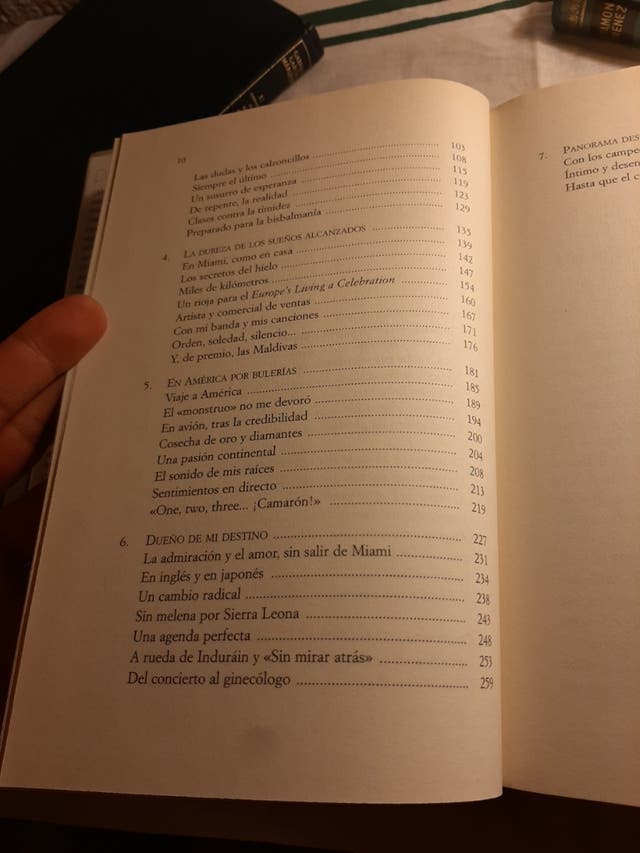 10
Las dudas y los calzoncillos ........ 103
Siempre el último ........ 108
Un susurro de esperanza ........ 115
De repente, la realidad ........ 119
Clases contra la timidez ........ 123
Preparado para la bisbalmanía ........ 129
4. La dureza de los sueños alcanzados ........ 135
En Miami, como en casa ........ 139
Los secretos del hielo ........ 142
Miles de kilómetros ........ 147
Un rioja para el Europe's Living a Celebration ........ 154
Artista y comercial de ventas ........ 160
Con mi banda y mis canciones ........ 167
Orden, soledad, silencio... ........ 171
Y, de premio, las Maldivas ........ 176
5. En América por bulerías ........ 181
Viaje a América ........ 185
El «monstruo» no me devoró ........ 189
En avión, tras la credibilidad ........ 194
Cosecha de oro y diamantes ........ 200
Una pasión continental ........ 204
El sonido de mis raíces ........ 208
Sentimientos en directo ........ 213
«One, two, three... ¡Camarón!» ........ 219
6. Dueño de mi destino ........ 227
La admiración y el amor, sin salir de Miami ........ 231
En inglés y en japonés ........ 234
Un cambio radical ........ 238
Sin melena por Sierra Leona ........ 243
Una agenda perfecta ........ 248
A rueda de Induráin y «Sin mirar atrás» ........ 253
Del concierto al ginecólogo ........ 259
7. Panorama des
Con los campe
Íntimo y desen
Hasta que el c